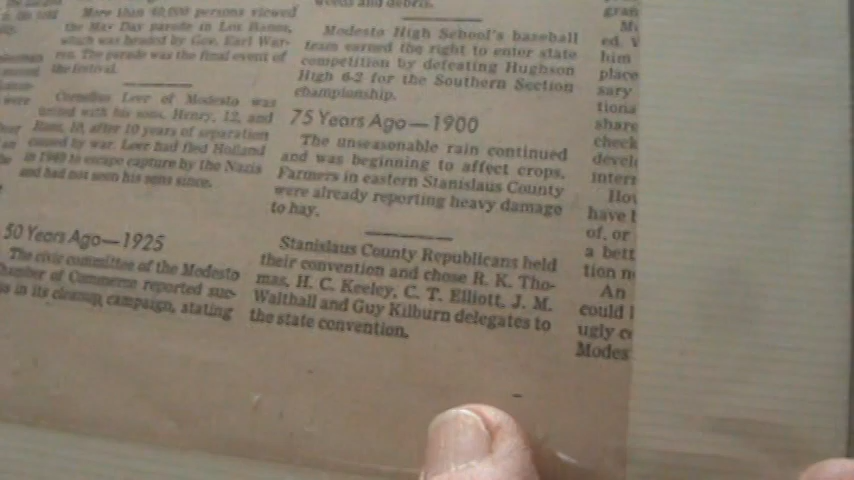 More than 40,000 persons viewed
the May Day parade in Los Banos,
which was headed by Gov. Earl War-
ren. The parade was the final event of
the festival.
Cornelius Leer of Modesto was
united with his sons, Henry, 12, and
after 10 years of separation
caused by war. Leer had fled Holland
in 1940 to escape capture by the Nazis
and had not seen his sons since.
50 Years Ago—1925
The civic committee of the Modesto
Chamber of Commerce reported suc-
in its cleanup campaign, stating
weeds and debris.
Modesto High School's baseball
team earned the right to enter state
competition by defeating Hughson
High 6-2 for the Southern Section
championship.
75 Years Ago—1900
The unseasonable rain continued
and was beginning to affect crops.
Farmers in eastern Stanislaus County
were already reporting heavy damage
to hay.
Stanislaus County Republicans held
their convention and chose R. K. Tho-
mas, H. C. Keeley, C. T. Elliott, J. M.
Walthall and Guy Kilburn delegates to
the state convention.
gran
ed.
him
place
sary
tiona
share
check
devel
inter
Ho
have
of, or
a bett
tion
An
could
ugly
Modes